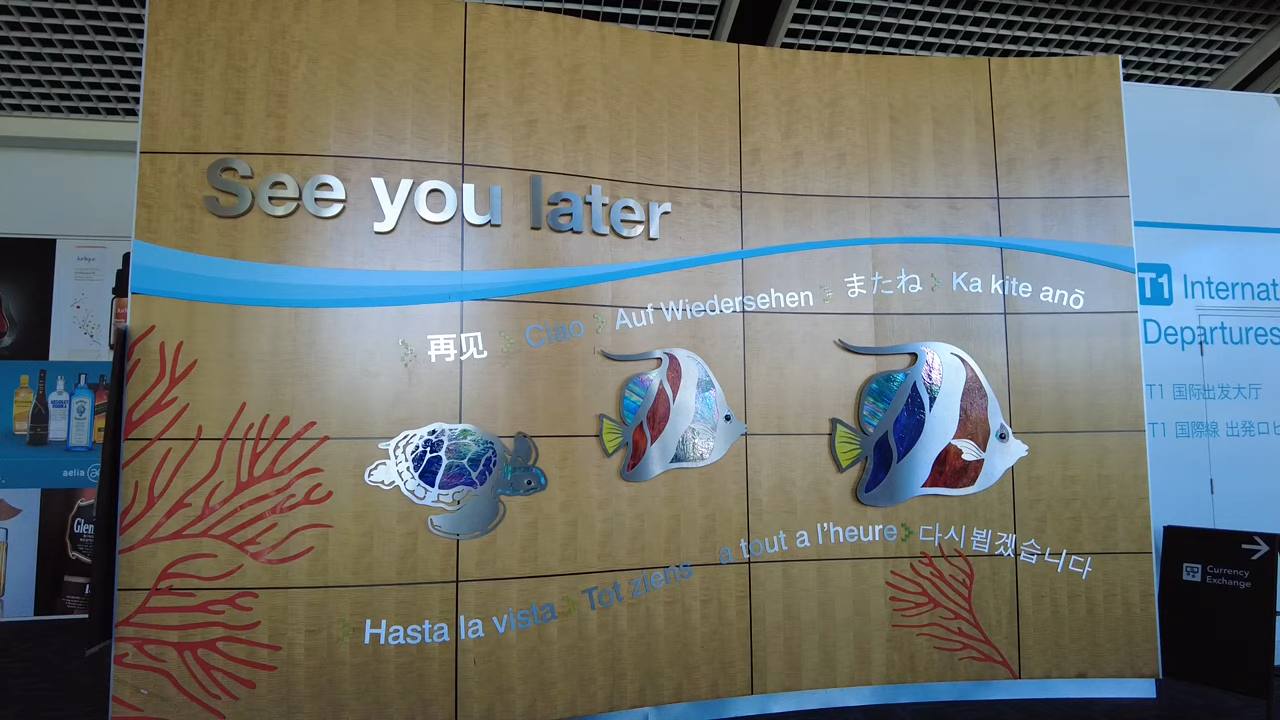 See you later
再见 Ciao Auf Wiedersehen またね Ka kite anō
Hasta la vista Tot ziens a tout a l'heure 다시뵙겠습니다
T1 Internat
Departures
T1 国际出发大厅
T1 国際線 出発ロビ
Currency
Exchange
aelia
Glen